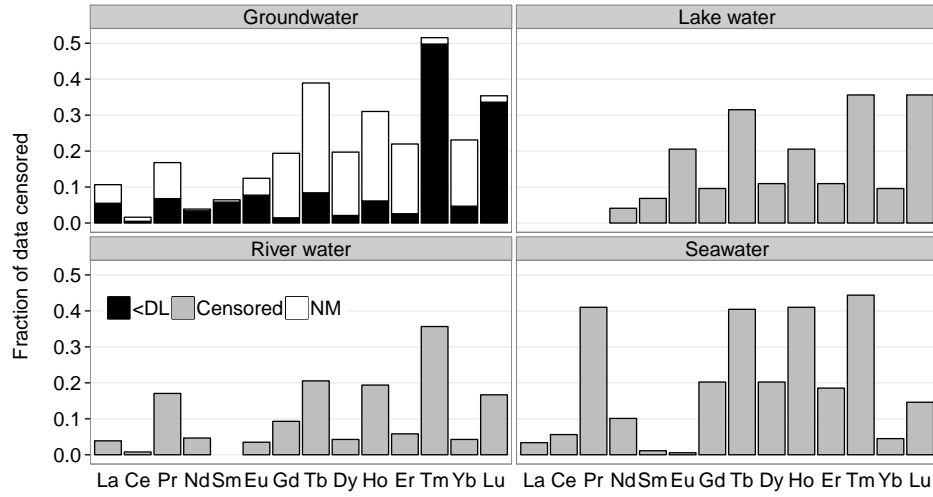 Groundwater
Lake water
0.5
0.4
0.3
0.2
0.1
0.0
River water
Seawater
0.5
0.4
0.3
0.2
0.1
0.0
<DL Censored NM
Fraction of data censored
La Ce Pr Nd Sm Eu Gd Tb Dy Ho Er Tm Yb Lu
La Ce Pr Nd Sm Eu Gd Tb Dy Ho Er Tm Yb Lu